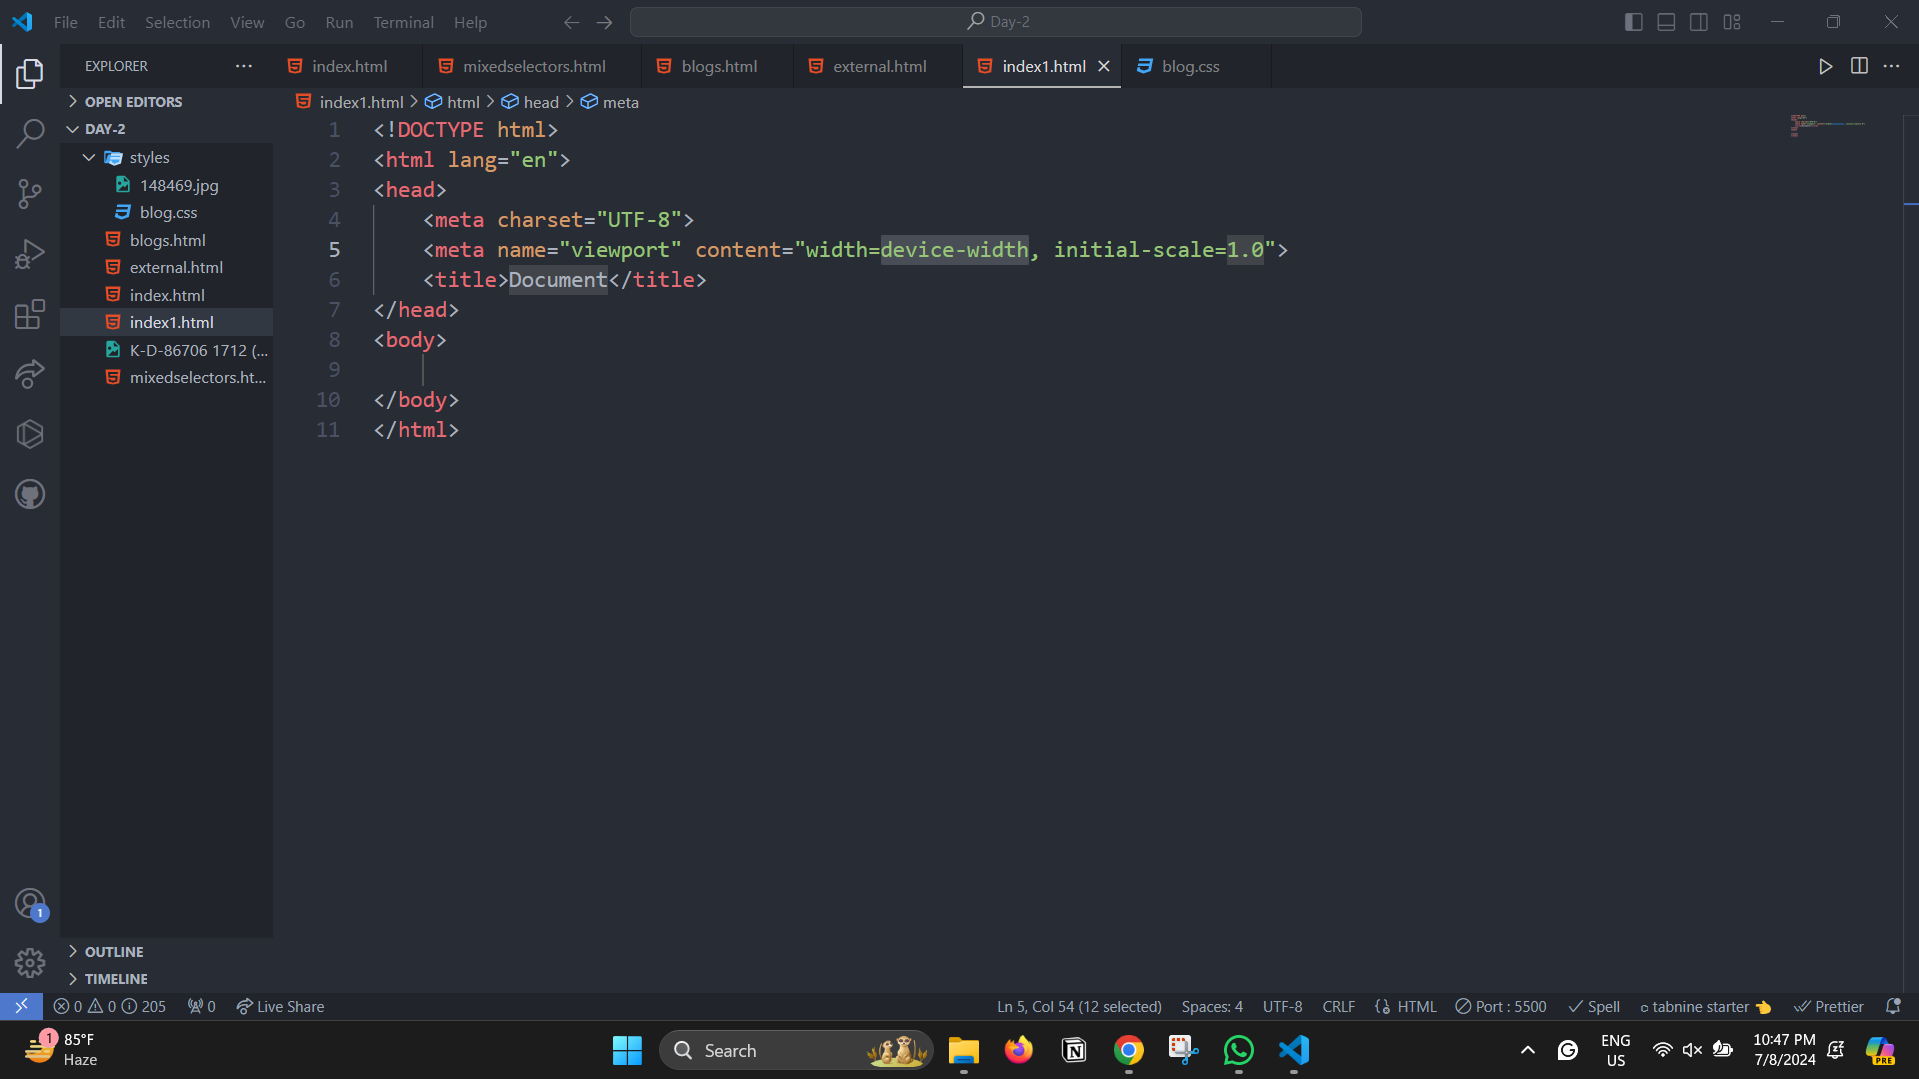 File Edit Selection View Go Run Terminal Help
Day-2
EXPLORER
index.html mixedselectors.html blogs.html external.html index1.html blog.css
OPEN EDITORS
DAY-2
styles
148469.jpg
blog.css
blogs.html
external.html
index.html
index1.html
K-D-86706 1712 (...
mixedselectors.ht...
index1.html > html > head > meta
1 <!DOCTYPE html>
2 <html lang="en">
3 <head>
4 <meta charset="UTF-8">
5 <meta name="viewport" content="width=device-width, initial-scale=1.0">
6 <title>Document</title>
7 </head>
8 <body>
9
10 </body>
11 </html>
1
OUTLINE
TIMELINE
0 0 205 0 Live Share
Ln 5, Col 54 (12 selected) Spaces: 4 UTF-8 CRLF HTML Port : 5500 Spell tabnine starter Prettier
1
85°F
Haze
Search
ENG
US
10:47 PM
7/8/2024
PRE